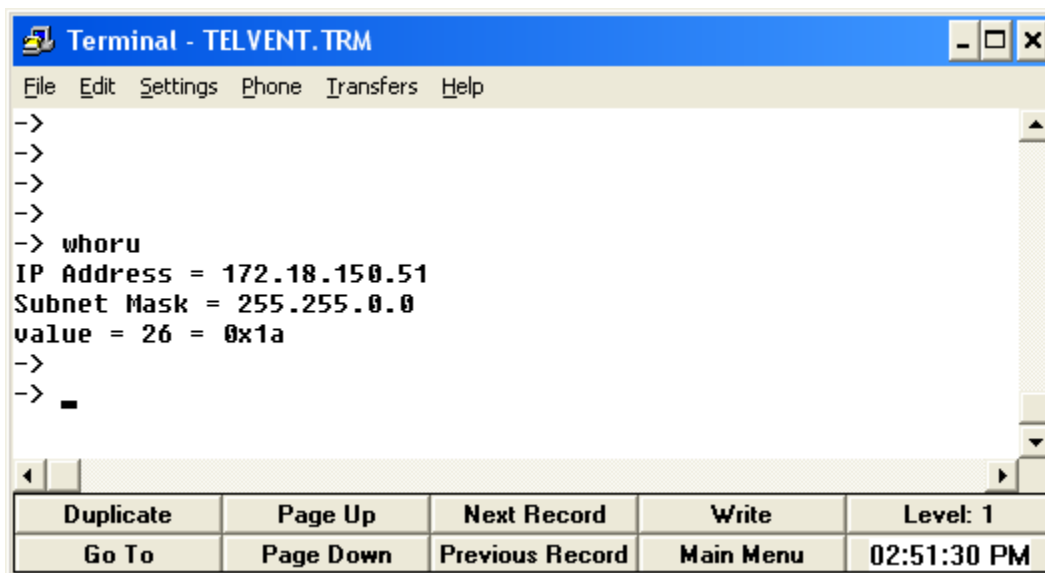 Terminal - TELVENT.TRM
File Edit Settings Phone Transfers Help
->
->
->
->
-> whoru
IP Address = 172.18.150.51
Subnet Mask = 255.255.0.0
value = 26 = 0x1a
->
->
Duplicate Page Up Next Record Write Level: 1
Go To Page Down Previous Record Main Menu 02:51:30 PM